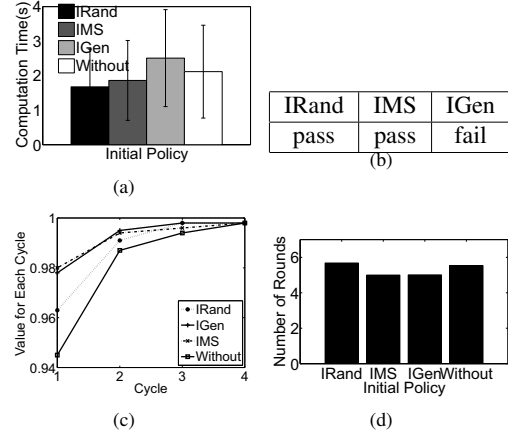 Computation Time(s)
4
3
2
1
0
IRand
IMS
IGen
Without
Initial Policy
(a)
IRand IMS IGen
pass pass fail
(b)
Value for Each Cycle
1
0.98
0.96
0.94
1 2 3 4
Cycle
IRand
IGen
IMS
Without
(c)
Number of Rounds
6
4
2
0
IRand IMS IGen Without
Initial Policy
(d)